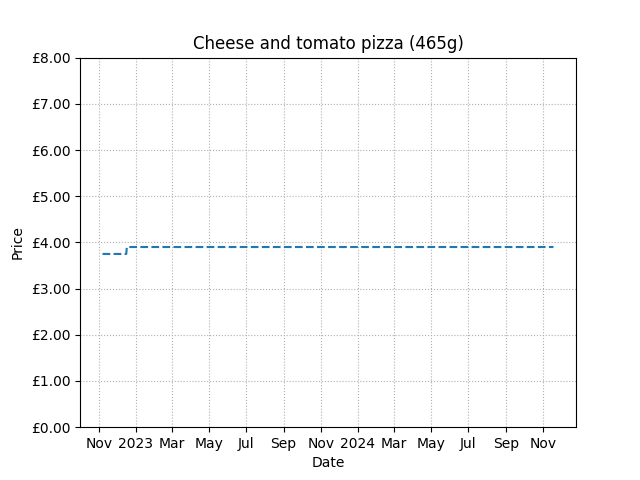 Cheese and tomato pizza (465g)
£8.00
£7.00
£6.00
£5.00
£4.00
£3.00
£2.00
£1.00
£0.00
Price
Nov 2023 Mar May Jul Sep Nov 2024 Mar May Jul Sep Nov
Date